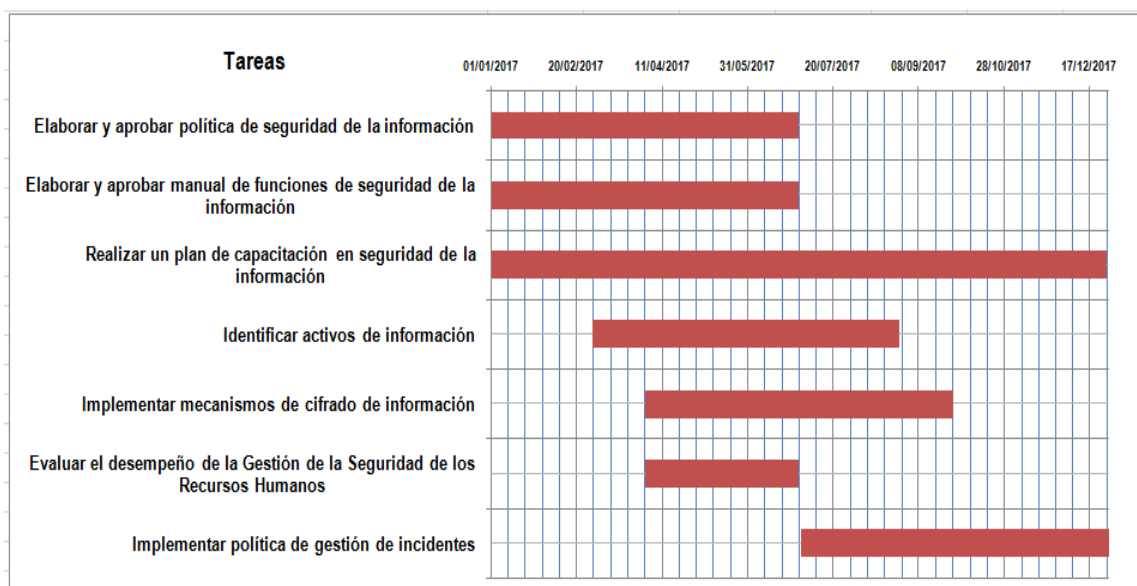 Tareas
01/01/2017 20/02/2017 11/04/2017 31/05/2017 20/07/2017 08/09/2017 28/10/2017 17/12/2017
Elaborar y aprobar política de seguridad de la información
Elaborar y aprobar manual de funciones de seguridad de la
información
Realizar un plan de capacitación en seguridad de la
información
Identificar activos de información
Implementar mecanismos de cifrado de información
Evaluar el desempeño de la Gestión de la Seguridad de los
Recursos Humanos
Implementar política de gestión de incidentes